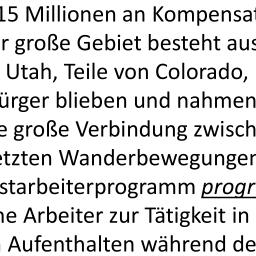 15 Millionen an Kompensat
r große Gebiet besteht aus
Utah, Teile von Colorado,
ürger blieben und nahmen
e große Verbindung zwisch
etzten Wanderbewegungen
starbeiterprogramm progr
ne Arbeiter zur Tätigkeit in
Aufenthalten während de